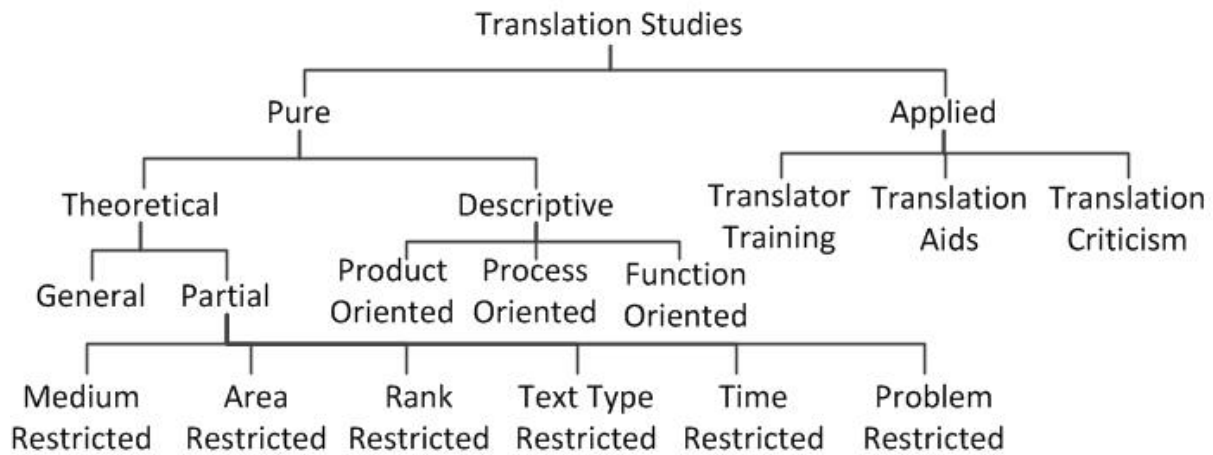 Translation Studies
Pure
Applied
Theoretical
Descriptive
Translator
Training
Translation
Aids
Translation
Criticism
General
Partial
Product
Oriented
Process
Oriented
Function
Oriented
Medium
Restricted
Area
Restricted
Rank
Restricted
Text Type
Restricted
Time
Restricted
Problem
Restricted